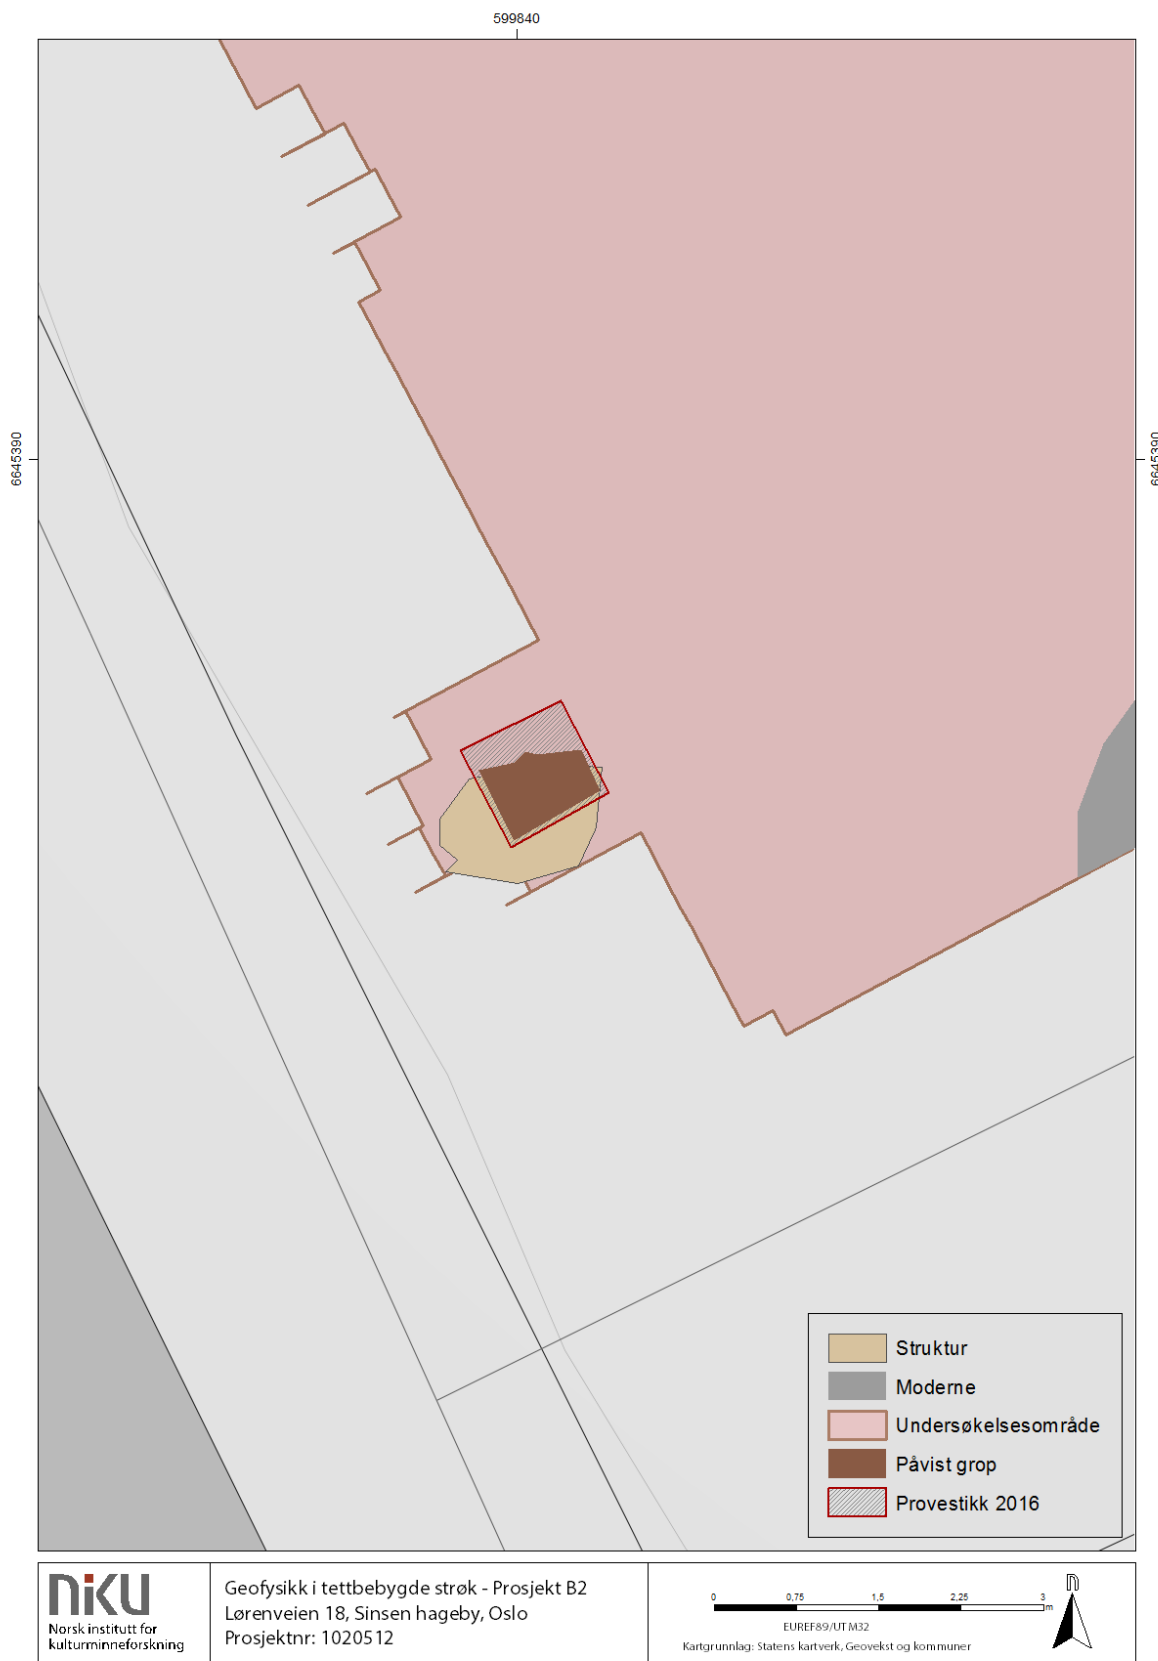 599840
6645390
6645390
Struktur
Moderne
Undersøkelsesområde
Påvist grop
Provestikk 2016
niku
Norsk institutt for
kulturminneforskning
Geofysikk i tettbebygde strøk - Prosjekt B2
Lørenveien 18, Sinsen hageby, Oslo
Prosjektnr: 1020512
0 0,75 1,5 2,25 3
m
EUREF89/UTM32
Kartgrunnlag: Statens kartverk, Geovekst og kommuner
n